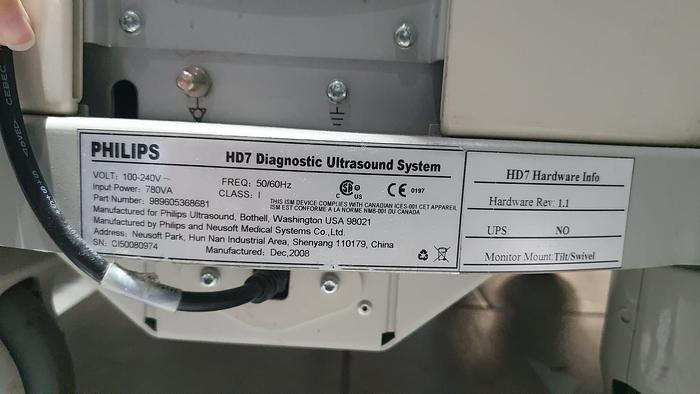 PHILIPS
HD7 Diagnostic Ultrasound System
VOLT: 100-240V ~
Input Power: 780VA
Part Number: 989605368681
FREQ: 50/60Hz
CLASS: I
C US
CE 0197
THIS ISM DEVICE COMPLIES WITH CANADIAN ICES-001 CET APPAREIL
ISM EST CONFORME A LA NORME NMB-001 DU CANADA
Manufactured for Philips Ultrasound, Bothell, Washington USA 98021
Manufactured by Philips and Neusoft Medical Systems Co.,Ltd.
Address: Neusoft Park, Hun Nan Industrial Area, Shenyang 110179, China
SN: CI50080974
Manufactured: Dec,2008
HD7 Hardware Info
Hardware Rev: 1.1
UPS: NO
Monitor Mount:Tilt/Swivel
CEBEC